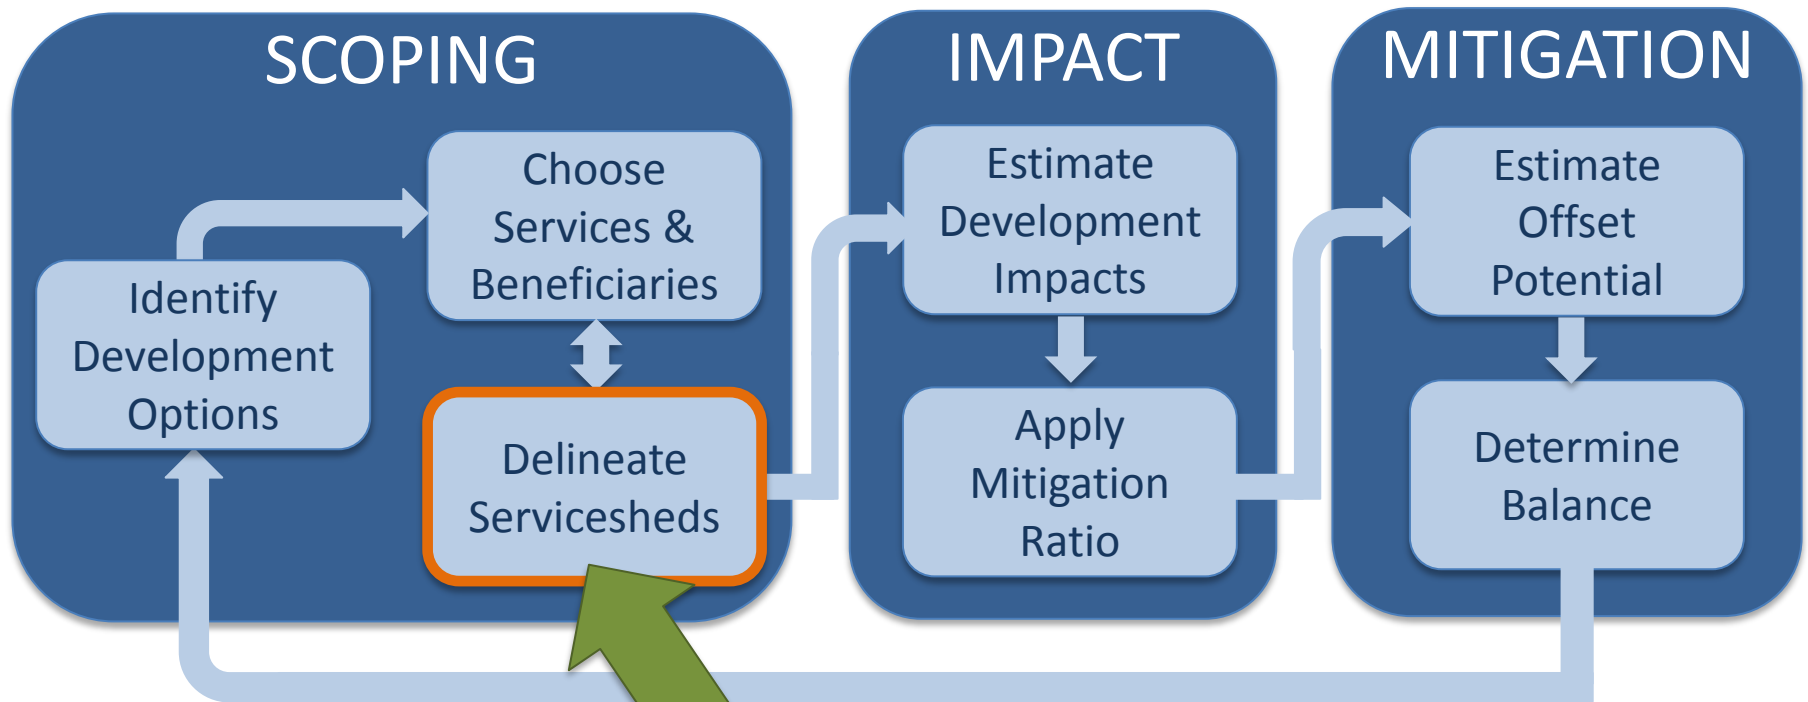 SCOPING
Identify
Development
Options
Choose
Services &
Beneficiaries
Delineate
Servicesheds
IMPACT
Estimate
Development
Impacts
Apply
Mitigation
Ratio
MITIGATION
Estimate
Offset
Potential
Determine
Balance